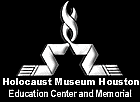 Holocaust Museum Houston
Education Center and Memorial